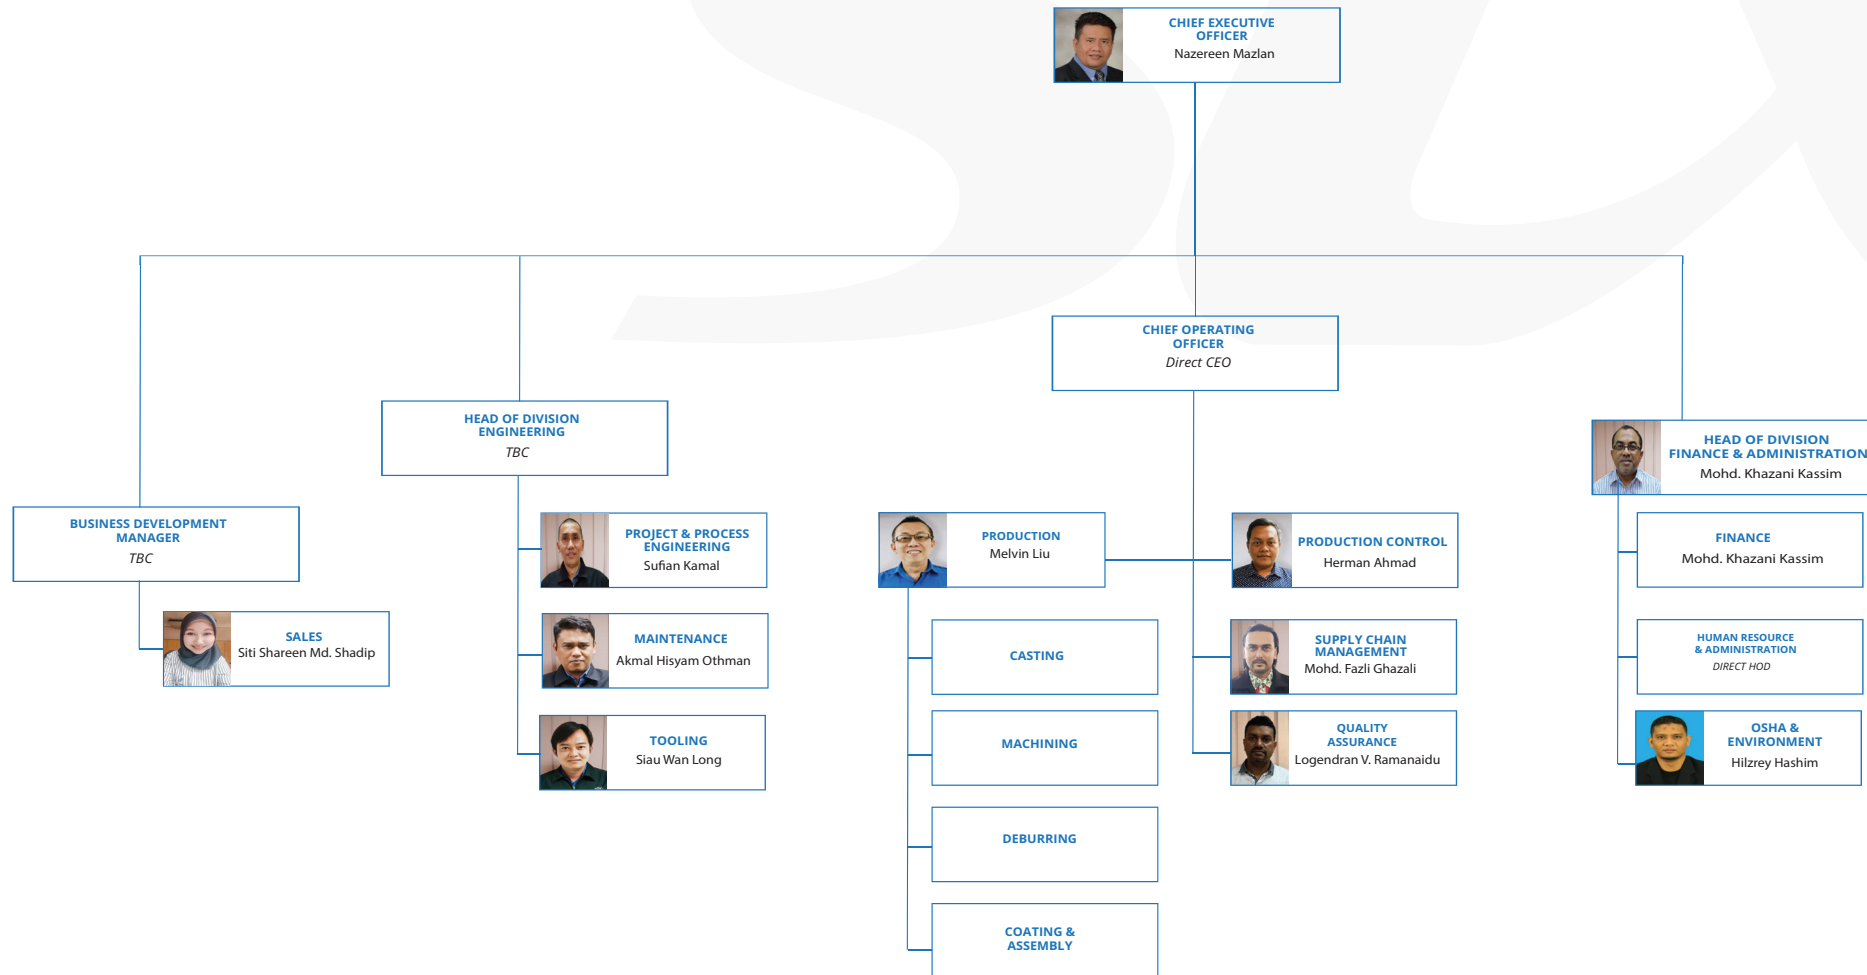 CHIEF EXECUTIVE
OFFICER
Nazereen Mazlan
CHIEF OPERATING
OFFICER
Direct CEO
HEAD OF DIVISION
ENGINEERING
TBC
HEAD OF DIVISION
FINANCE & ADMINISTRATION
Mohd. Khazani Kassim
BUSINESS DEVELOPMENT
MANAGER
TBC
SALES
Siti Shareen Md. Shadip
PROJECT & PROCESS
ENGINEERING
Sufian Kamal
MAINTENANCE
Akmal Hisyam Othman
TOOLING
Siau Wan Long
PRODUCTION
Melvin Liu
CASTING
MACHINING
DEBURRING
COATING &
ASSEMBLY
PRODUCTION CONTROL
Herman Ahmad
SUPPLY CHAIN
MANAGEMENT
Mohd. Fazli Ghazali
QUALITY
ASSURANCE
Logendran V. Ramanaidu
FINANCE
Mohd. Khazani Kassim
HUMAN RESOURCE
& ADMINISTRATION
DIRECT HOD
OSHA &
ENVIRONMENT
Hilzrey Hashim